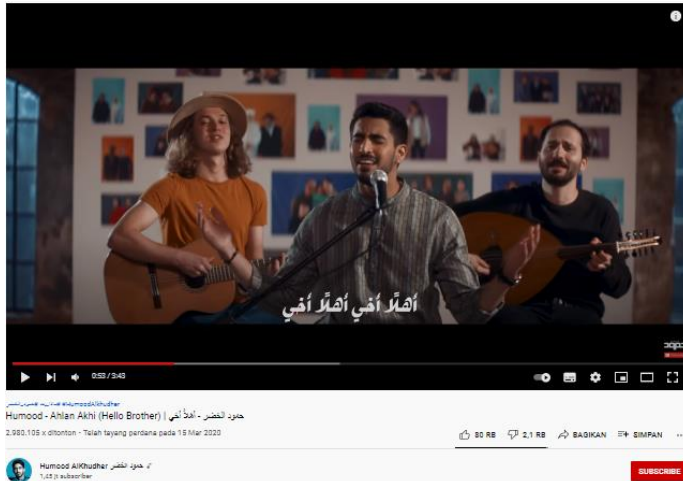 أهلًا أخي أهلًا أخي
حمود
0:53 / 3:43
#HumoodAlKhudher
Humood - Ahlan Akhi (Hello Brother) | حمود الخضر - أهلاً أخي
2.980.105 x ditonton - Telah tayang perdana pada 15 Mar 2020
80 RB
2,1 RB
BAGIKAN
SIMPAN
Humood AlKhudher حمود الخضر
1,45 jt subscriber
SUBSCRIBE